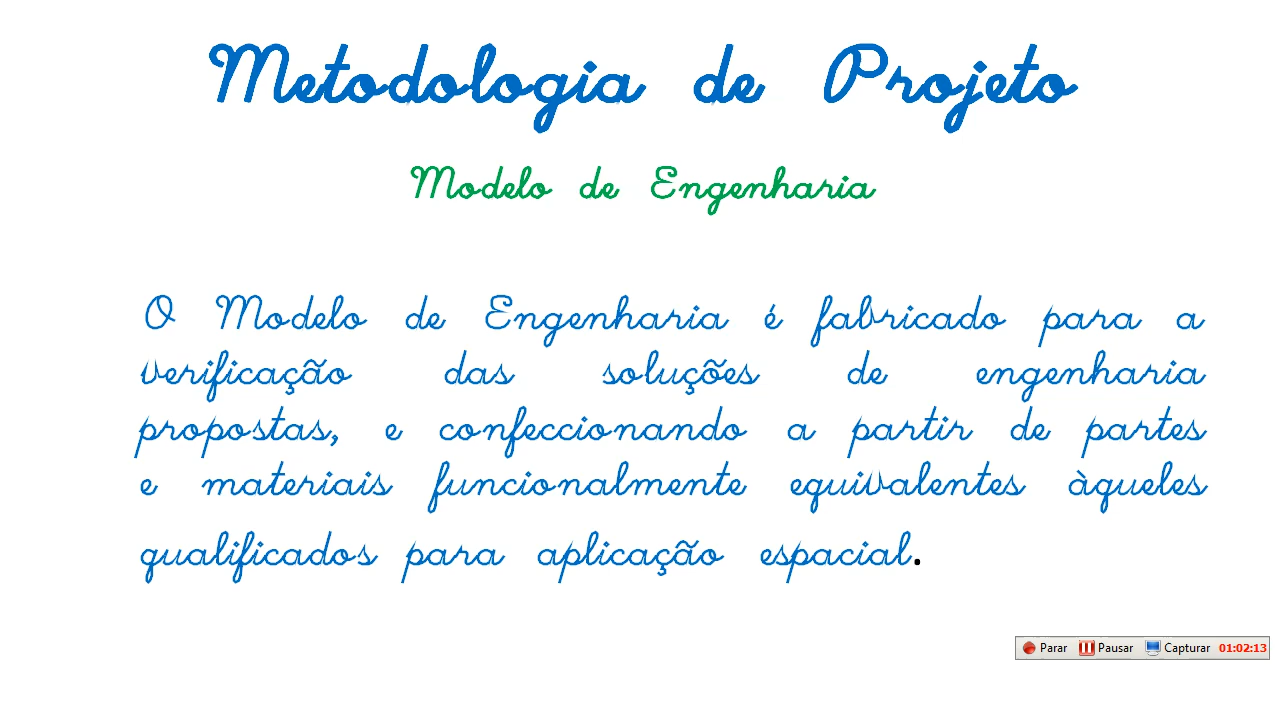 Metodologia de Projeto
Modelo de Engenharia
O Modelo de Engenharia é fabricado para a
verificação das soluções de engenharia
propostas, e confeccionando a partir de partes
e materiais funcionalmente equivalentes àqueles
qualificados para aplicação espacial.
Parar Pausar Capturar 01:02:13